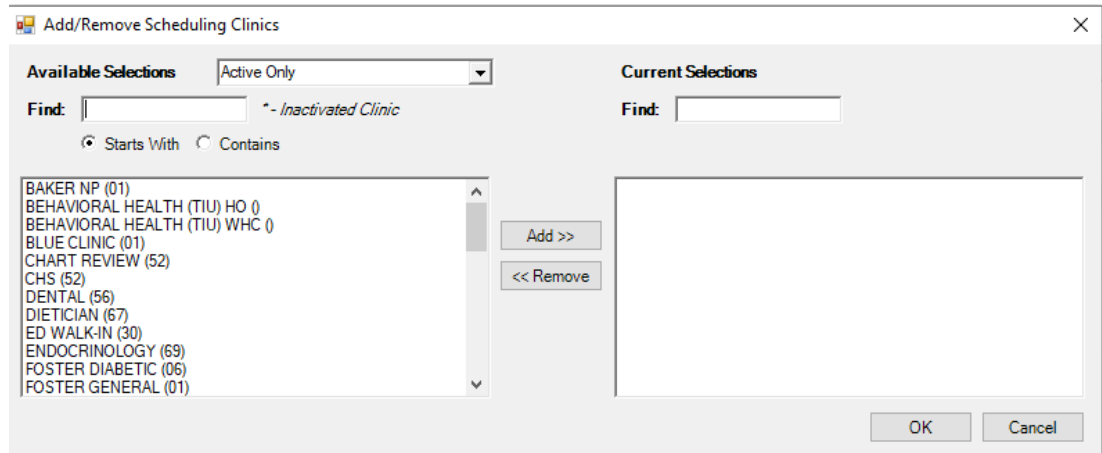 Add/Remove Scheduling Clinics
Available Selections Active Only Current Selections
Find: * - Inactivated Clinic Find:
Starts With Contains
BAKER NP (01)
BEHAVIORAL HEALTH (TIU) HO ()
BEHAVIORAL HEALTH (TIU) WHC ()
BLUE CLINIC (01)
CHART REVIEW (52)
CHS (52)
DENTAL (56)
DIETICIAN (67)
ED WALK-IN (30)
ENDOCRINOLOGY (69)
FOSTER DIABETIC (06)
FOSTER GENERAL (01)
Add >>
<< Remove
OK Cancel